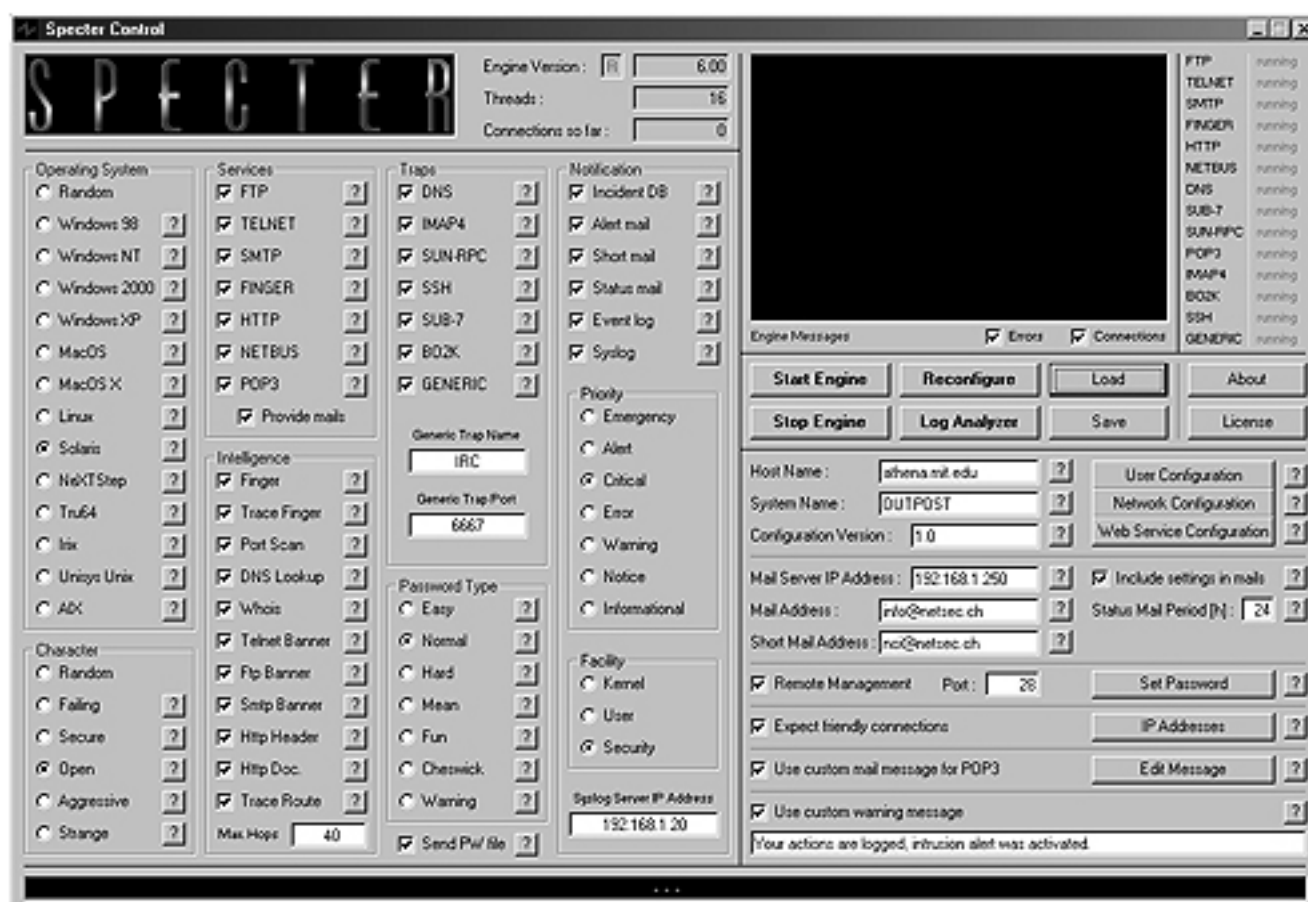 Specter Control
SPECTER
Engine Version : R 6.00
Threads : 16
Connections so far : 0
Operating System
Random
Windows 98 ?
Windows NT ?
Windows 2000 ?
Windows XP ?
MacOS ?
MacOS X ?
Linux ?
Solaris ?
NeXTStep ?
Tru64 ?
Irix ?
Unisys Unix ?
AIX ?
Character
Random
Failing ?
Secure ?
Open ?
Aggressive ?
Strange ?
Services
FTP ?
TELNET ?
SMTP ?
FINGER ?
HTTP ?
NETBUS ?
POP3 ?
Provide mails
Intelligence
Finger ?
Trace Finger ?
Port Scan ?
DNS Lookup ?
Whois ?
Telnet Banner ?
Ftp Banner ?
Smtp Banner ?
Http Header ?
Http Doc. ?
Trace Route ?
Max Hops 40
Traps
DNS ?
IMAP4 ?
SUN-RPC ?
SSH ?
SUB-7 ?
BO2K ?
GENERIC ?
Generic Trap Name
IRC
Generic Trap Port
6667
Password Type
Easy ?
Normal ?
Hard ?
Mean ?
Fun ?
Cheswick ?
Warning ?
Send PW file ?
Notification
Incident DB ?
Alert mail ?
Short mail ?
Status mail ?
Event log ?
Syslog ?
Priority
Emergency
Alert
Critical
Error
Warning
Notice
Informational
Facility
Kernel
User
Security
Syslog Server IP Address
192.168.1.20
Engine Messages Errors Connections
FTP running
TELNET running
SMTP running
FINGER running
HTTP running
NETBUS running
DNS running
SUB-7 running
SUN-RPC running
POP3 running
IMAP4 running
BO2K running
SSH running
GENERIC running
Start Engine Reconfigure Load About
Stop Engine Log Analyzer Save License
Host Name : athena.mit.edu ? User Configuration ?
System Name : OUTPOST Network Configuration ?
Configuration Version : 1.0 ? Web Service Configuration ?
Mail Server IP Address : 192.168.1.250 ? Include settings in mails ?
Mail Address : info@netsec.ch ? Status Mail Period [h] : 24 ?
Short Mail Address : nci@netsec.ch ?
Remote Management Port : 28 Set Password ?
Expect friendly connections IP Addresses ?
Use custom mail message for POP3 Edit Message ?
Use custom warning message ?
Your actions are logged, intrusion alert was activated.
...